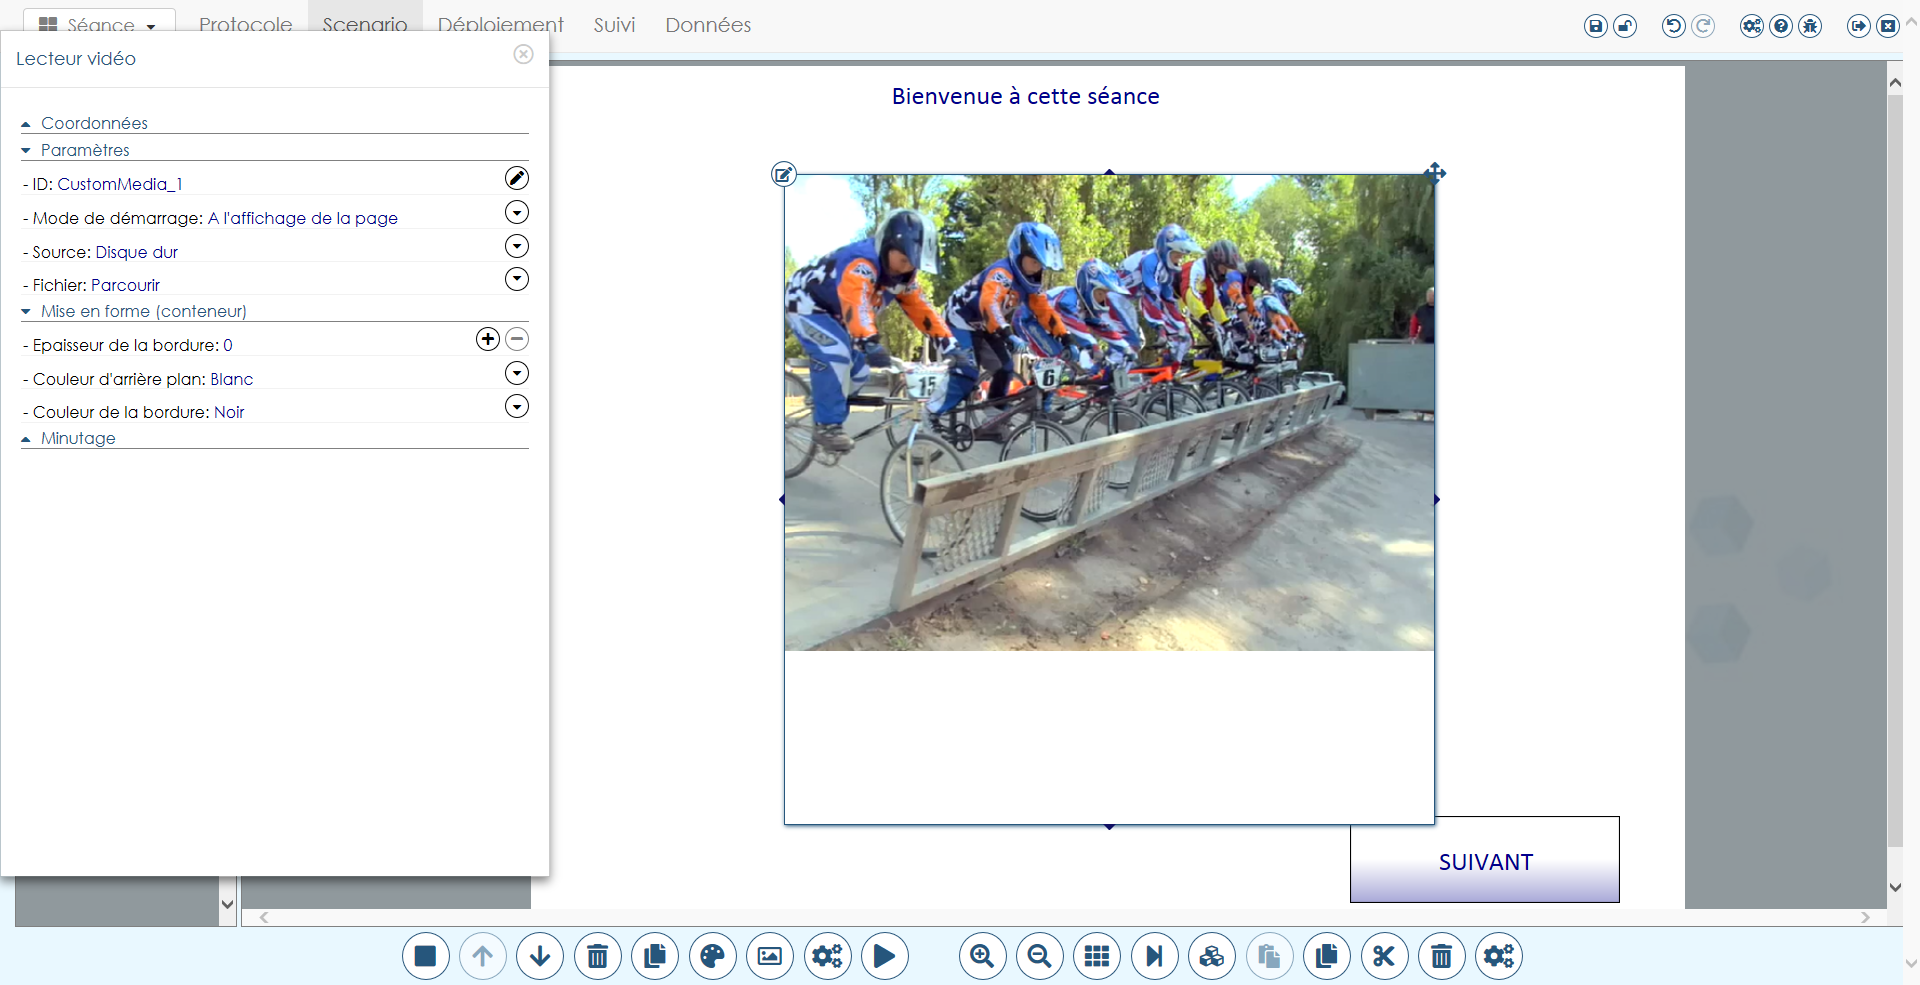 Séance
Protocole
Scenario
Déploiement
Suivi
Données
Lecteur vidéo
Coordonnées
Paramètres
- ID: CustomMedia_1
- Mode de démarrage: A l'affichage de la page
- Source: Disque dur
- Fichier: Parcourir
Mise en forme (conteneur)
- Epaisseur de la bordure: 0
- Couleur d'arrière plan: Blanc
- Couleur de la bordure: Noir
Minutage
Bienvenue à cette séance
15
6
SUIVANT